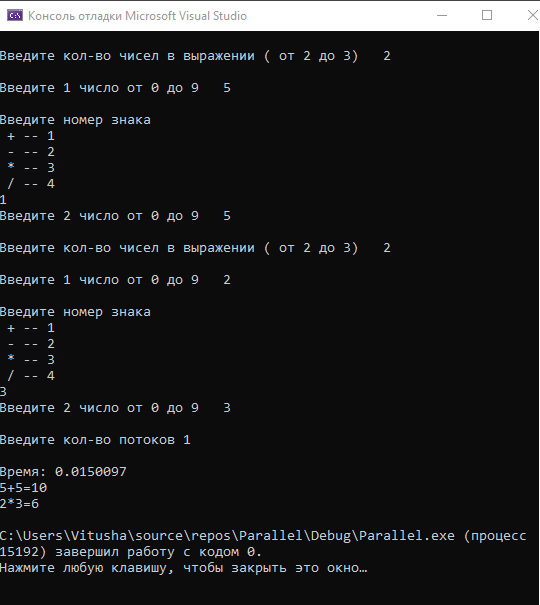 Консоль отладки Microsoft Visual Studio
Введите кол-во чисел в выражении ( от 2 до 3)   2
Введите 1 число от 0 до 9   5
Введите номер знака
 + -- 1
 - -- 2
 * -- 3
 / -- 4
1
Введите 2 число от 0 до 9   5
Введите кол-во чисел в выражении ( от 2 до 3)   2
Введите 1 число от 0 до 9   2
Введите номер знака
 + -- 1
 - -- 2
 * -- 3
 / -- 4
3
Введите 2 число от 0 до 9   3
Введите кол-во потоков 1
Время: 0.0150097
5+5=10
2*3=6
C:\Users\Vitusha\source\repos\Parallel\Debug\Parallel.exe (процесс
15192) завершил работу с кодом 0.
Нажмите любую клавишу, чтобы закрыть это окно…